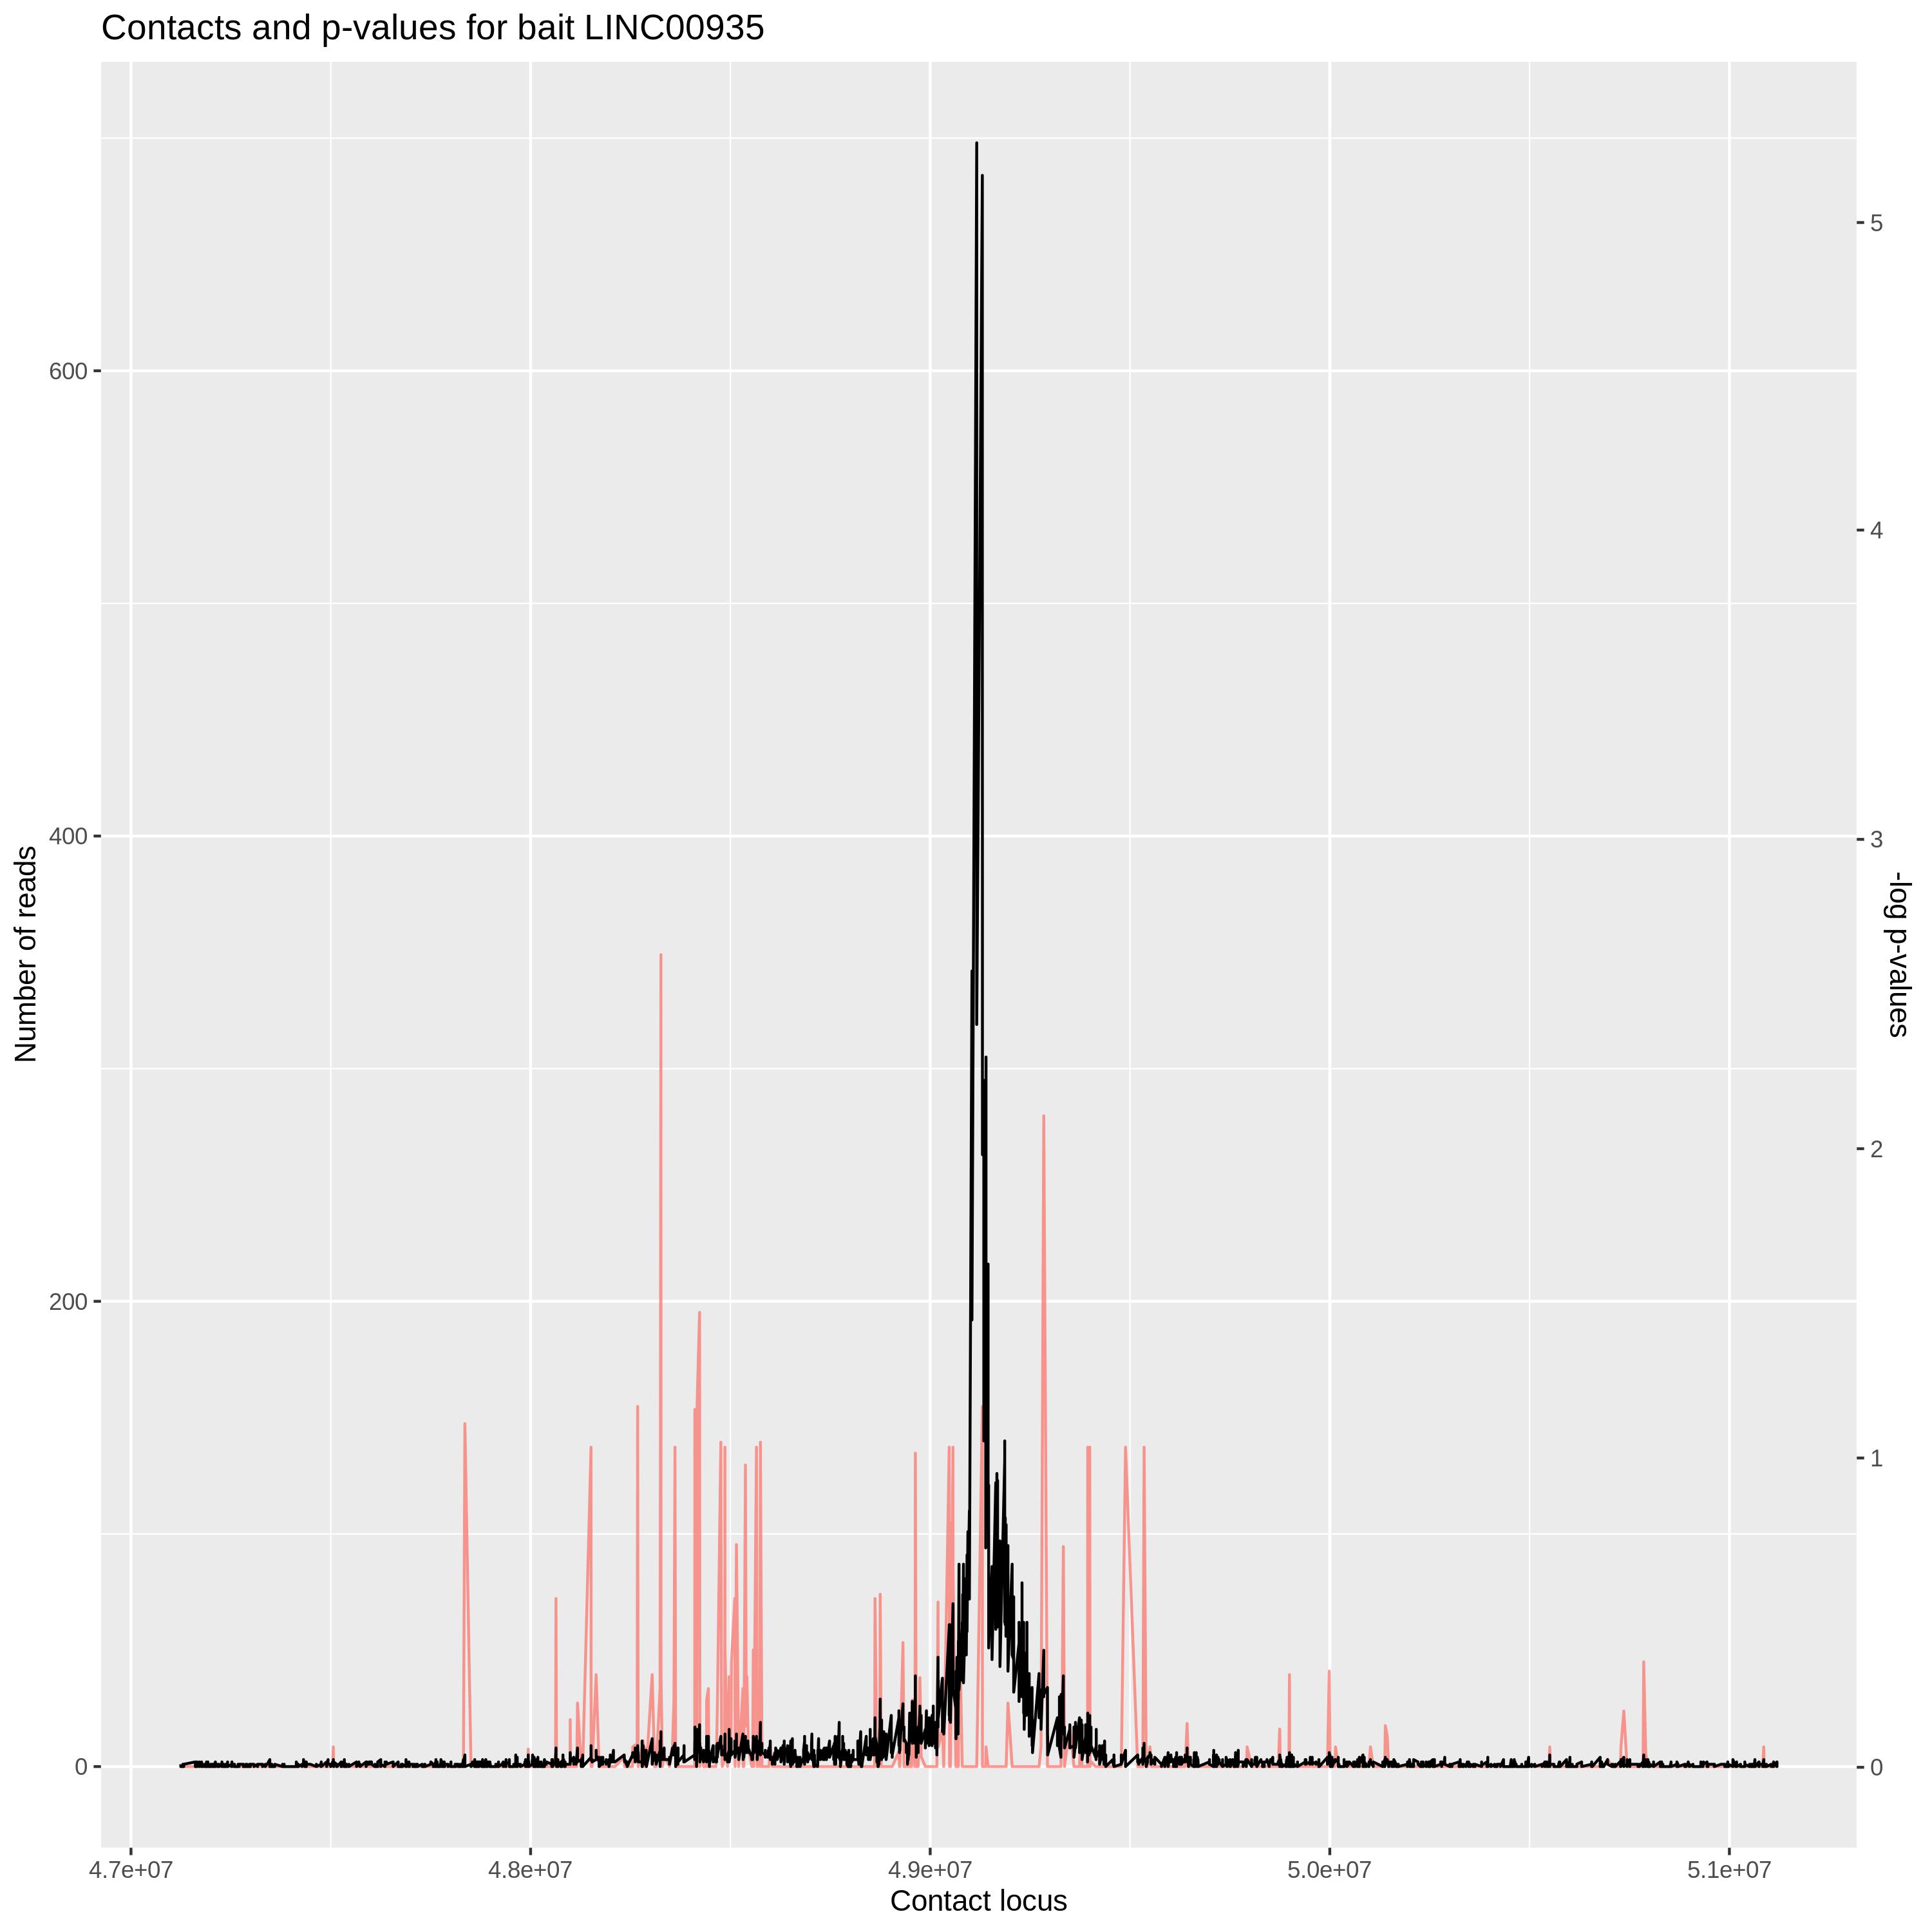 Contacts and p-values for bait LINC00935
Number of reads
600
400
200
0
5
4
3
2
1
0
-log p-values
4.7e+07 4.8e+07 4.9e+07 5.0e+07 5.1e+07
Contact locus